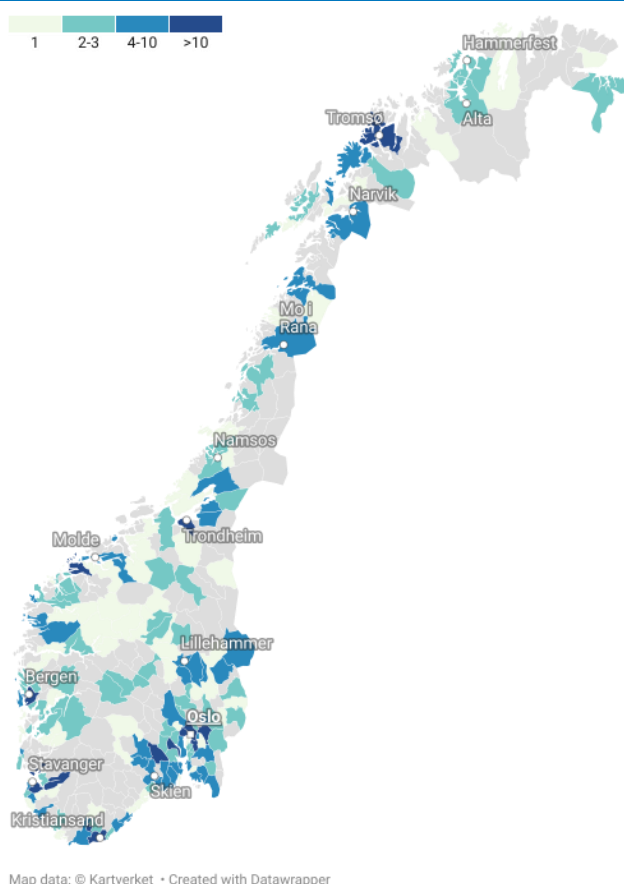 1 2-3 4-10 >10
Hammerfest
Tromsø
Alta
Narvik
Mo i
Rana
Namsos
Trondheim
Molde
Lillehammer
Bergen
Oslo
Stavanger
Skien
Kristiansand
Map data: © Kartverket • Created with Datawrapper